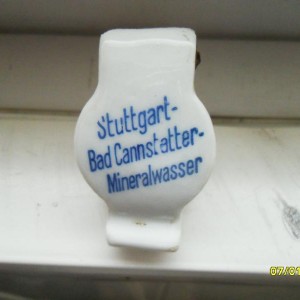 Stuttgart-
Bad Cannstatter-
Mineralwasser